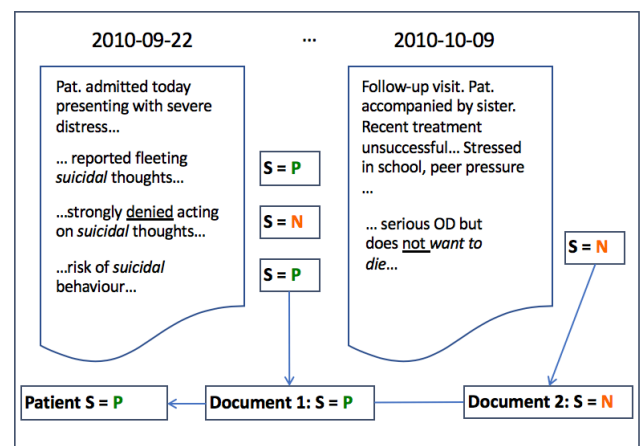 2010-09-22 ... 2010-10-09
Pat. admitted today
presenting with severe
distress...
... reported fleeting
suicidal thoughts...
...strongly denied acting
on suicidal thoughts...
...risk of suicidal
behaviour...
S = P
S = N
S = P
Follow-up visit. Pat.
accompanied by sister.
Recent treatment
unsuccessful... Stressed
in school, peer pressure
...
... serious OD but
does not want to
die...
S = N
Patient S = P
Document 1: S = P
Document 2: S = N